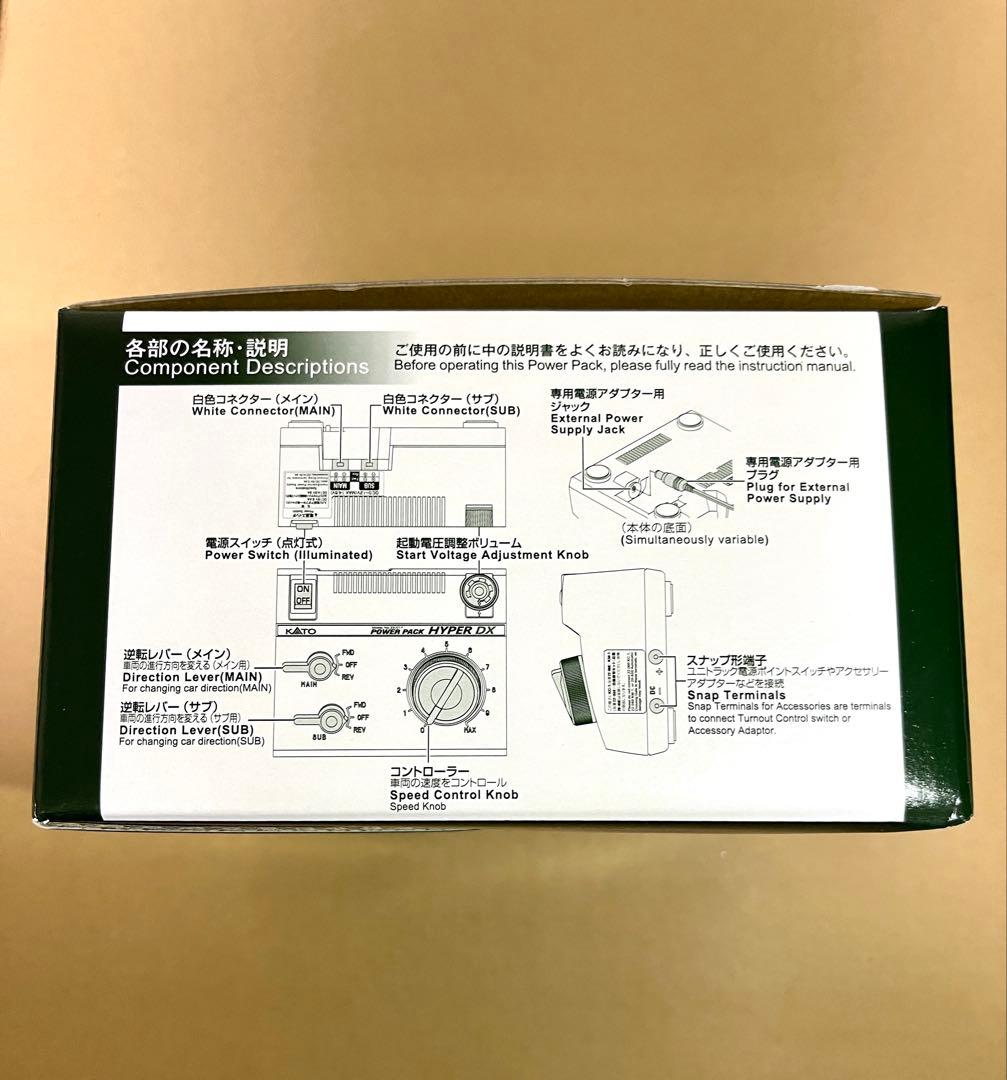 各部の名称・説明
Component Descriptions
ご使用の前に中の説明書をよくお読みになり、正しくご使用ください。
Before operating this Power Pack, please fully read the instruction manual.
白色コネクター（メイン）
White Connector(MAIN)
白色コネクター（サブ）
White Connector(SUB)
専用電源アダプター用
ジャック
External Power
Supply Jack
専用電源アダプター用
プラグ
Plug for External
Power Supply
（本体の底面）
(Simultaneously variable)
MAIN
SUB
電源スイッチ（点灯式）
Power Switch (Illuminated)
起動電圧調整ボリューム
Start Voltage Adjustment Knob
ON
OFF
KATO
POWER PACK HYPER DX
逆転レバー（メイン）
車両の進行方向を変える（メイン用）
Direction Lever(MAIN)
For changing car direction(MAIN)
FWD
OFF
REV
MAIN
逆転レバー（サブ）
車両の進行方向を変える（サブ用）
Direction Lever(SUB)
For changing car direction(SUB)
FWD
OFF
REV
SUB
0
1
2
3
4
5
6
7
8
9
MAX
コントローラー
車両の速度をコントロール
Speed Control Knob
Speed Knob
DC
スナップ形端子
ユニトラック電源ポイントスイッチやアクセサリー
アダプターなどを接続
Snap Terminals
Snap Terminals for Accessories are terminals
to connect Turnout Control switch or
Accessory Adaptor.